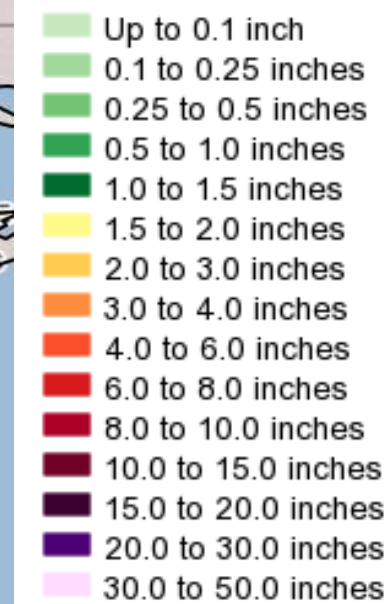 Up to 0.1 inch
0.1 to 0.25 inches
0.25 to 0.5 inches
0.5 to 1.0 inches
1.0 to 1.5 inches
1.5 to 2.0 inches
2.0 to 3.0 inches
3.0 to 4.0 inches
4.0 to 6.0 inches
6.0 to 8.0 inches
8.0 to 10.0 inches
10.0 to 15.0 inches
15.0 to 20.0 inches
20.0 to 30.0 inches
30.0 to 50.0 inches